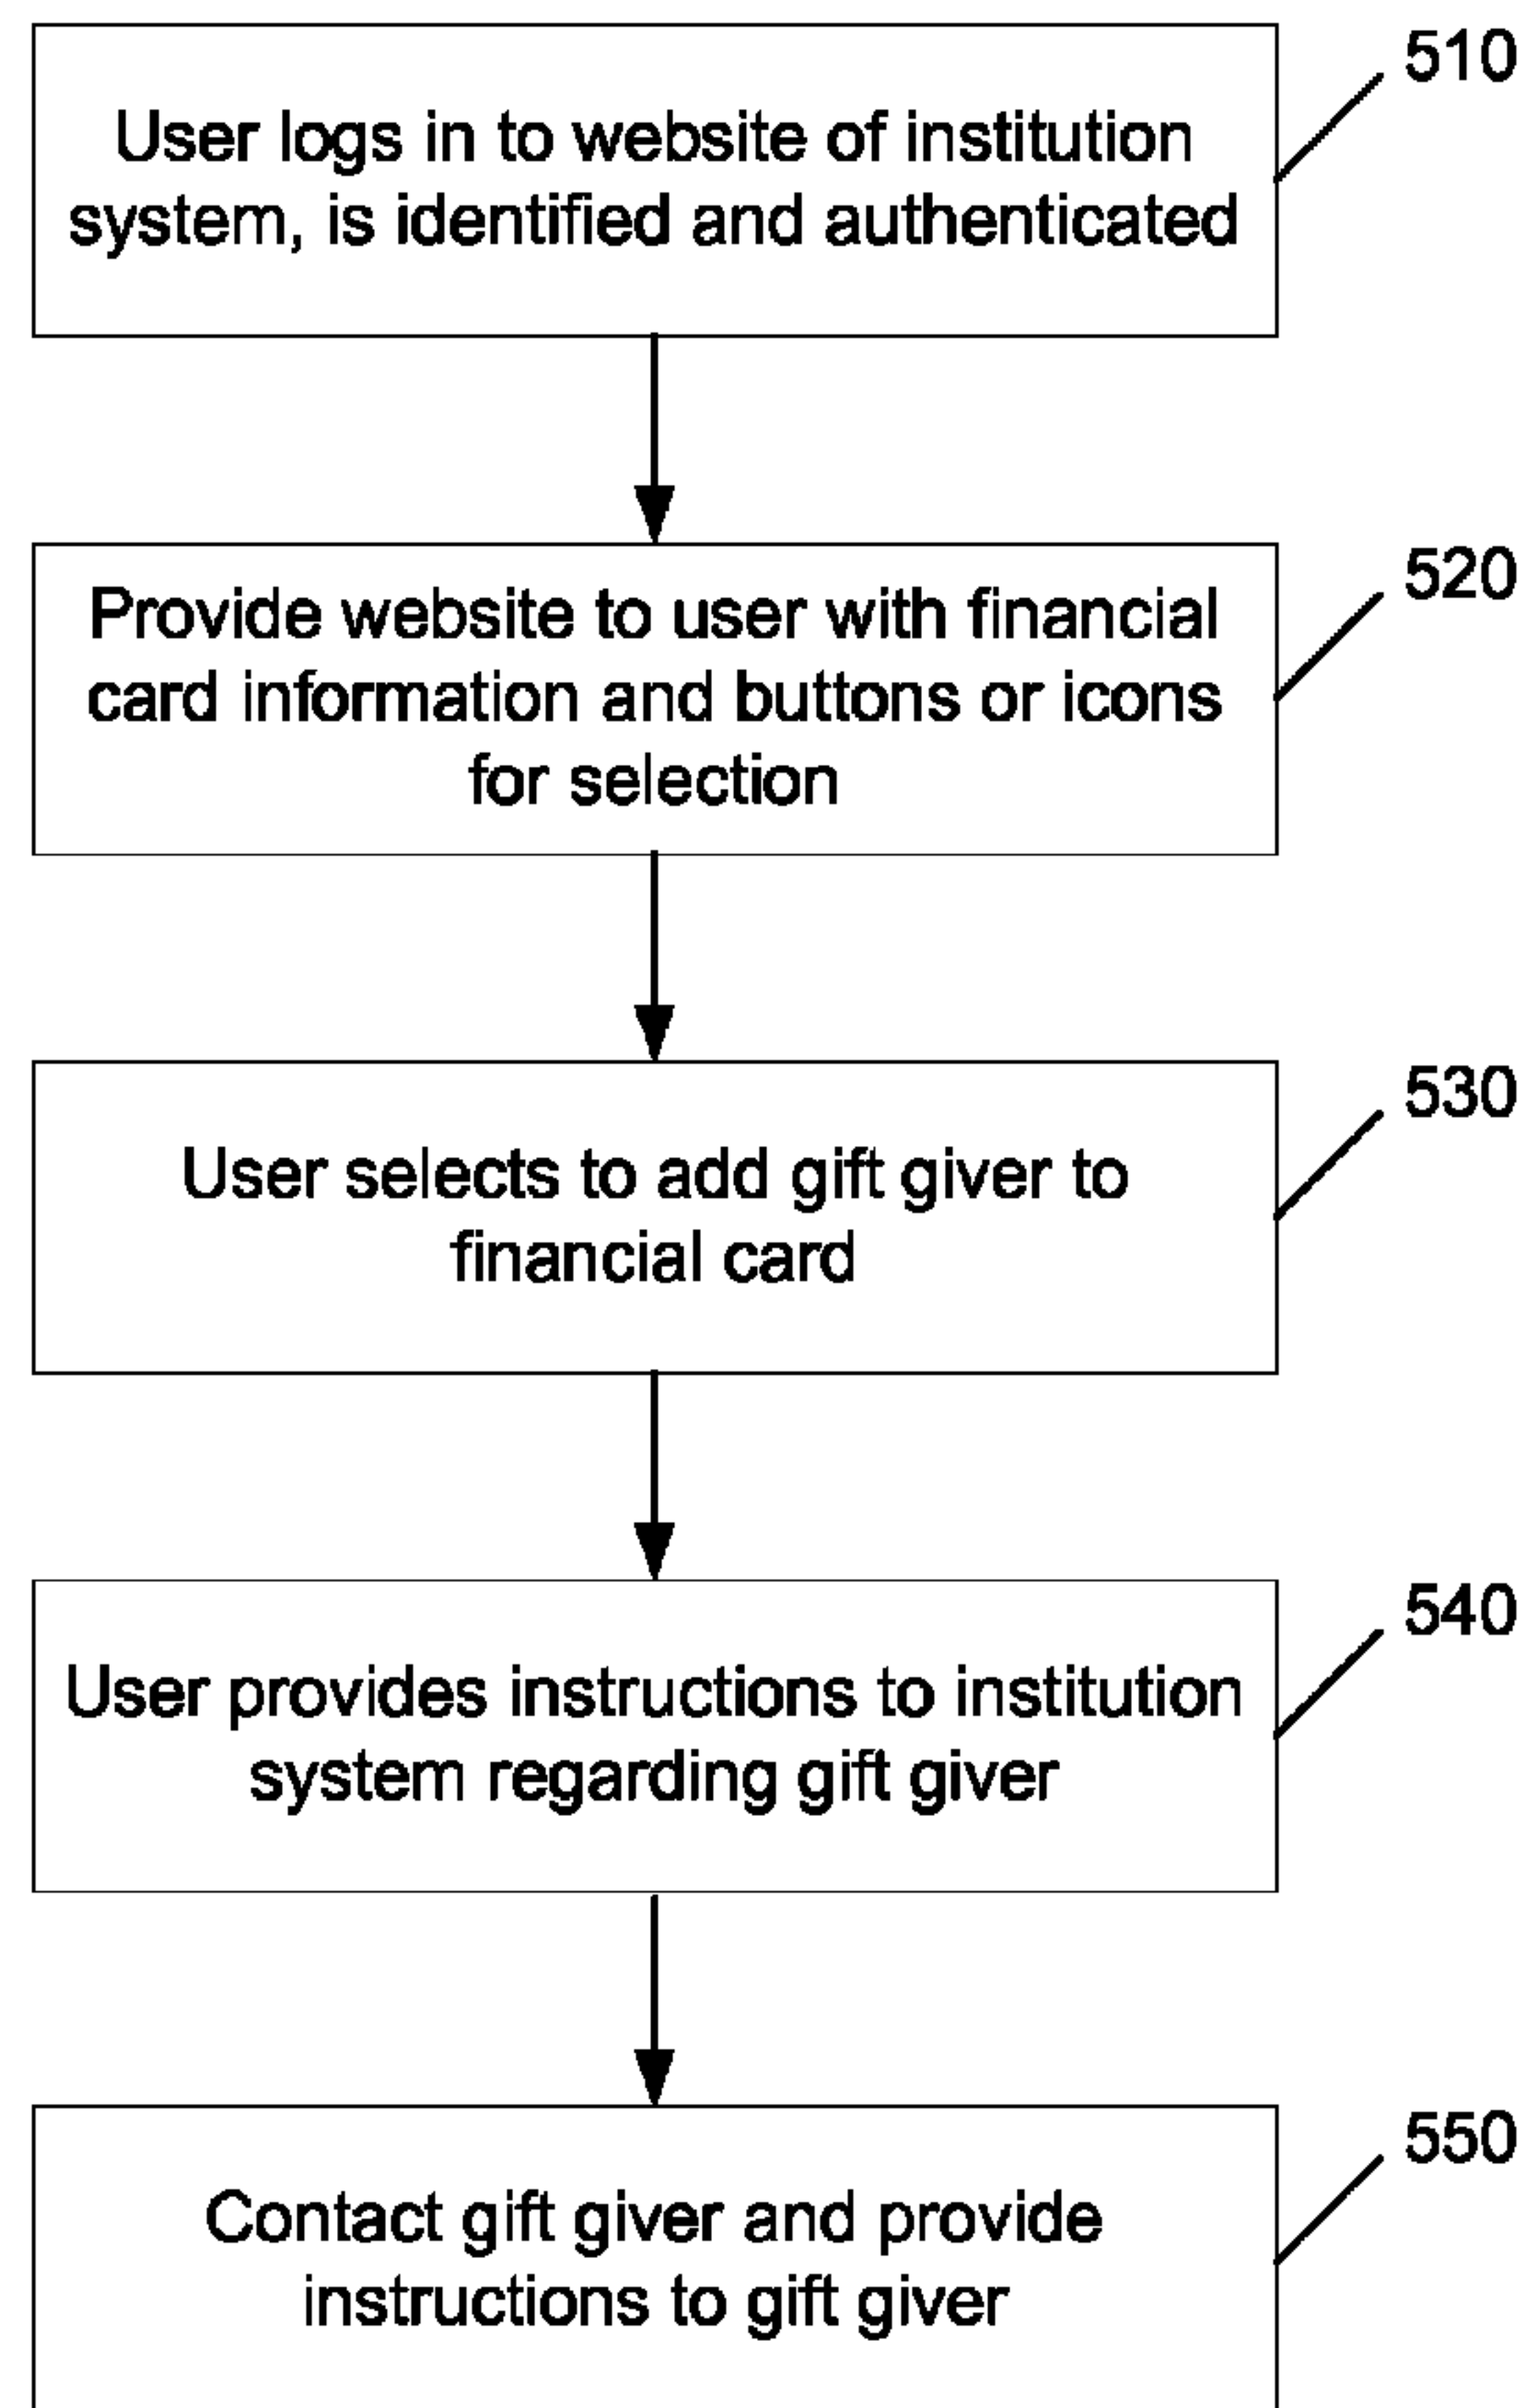 510
User logs in to website of institution
system, is identified and authenticated
520
Provide website to user with financial
card information and buttons or icons
for selection
530
User selects to add gift giver to
financial card
540
User provides instructions to institution
system regarding gift giver
550
Contact gift giver and provide
instructions to gift giver